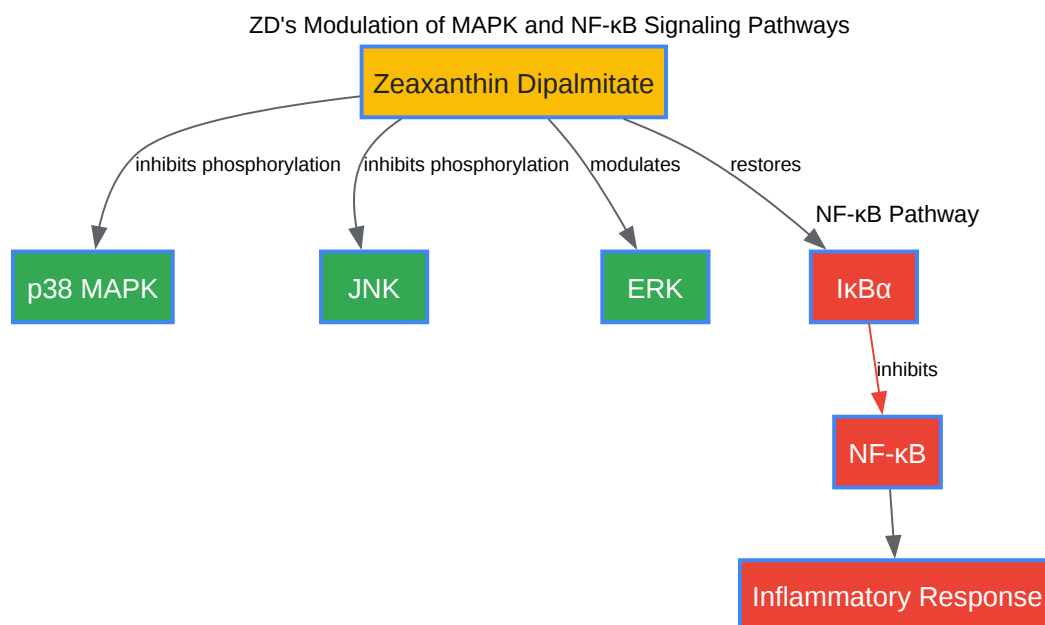 ZD's Modulation of MAPK and NF-κB Signaling Pathways
Zeaxanthin Dipalmitate
inhibits phosphorylation
inhibits phosphorylation
modulates
restores
NF-κB Pathway
p38 MAPK
JNK
ERK
IκBα
inhibits
NF-κB
Inflammatory Response